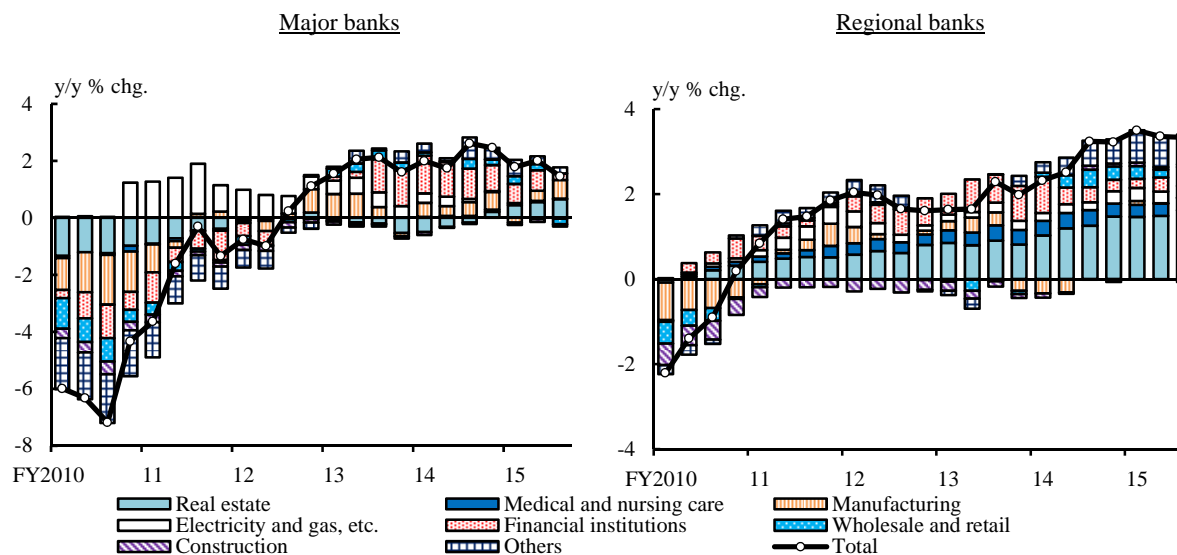 Major banks
Regional banks
y/y % chg.
y/y % chg.
4
2
0
-2
-4
-6
-8
4
2
0
-2
-4
FY2010 11 12 13 14 15
FY2010 11 12 13 14 15
Real estate Medical and nursing care Manufacturing
Electricity and gas, etc. Financial institutions Wholesale and retail
Construction Others Total